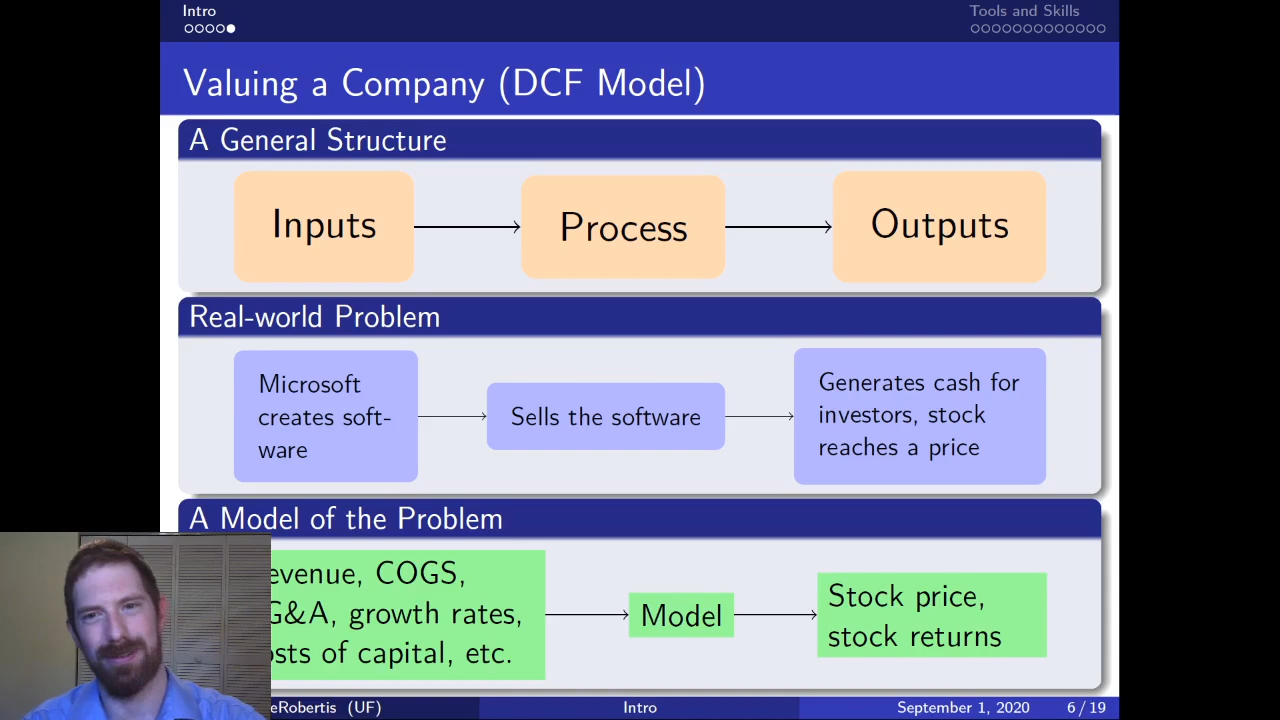 Intro
Tools and Skills
Valuing a Company (DCF Model)
A General Structure
Inputs
Process
Outputs
Real-world Problem
Microsoft
creates soft-
ware
Sells the software
Generates cash for
investors, stock
reaches a price
A Model of the Problem
evenue, COGS,
G&A, growth rates,
osts of capital, etc.
Model
Stock price,
stock returns
eRobertis (UF)
Intro
September 1, 2020
6 / 19